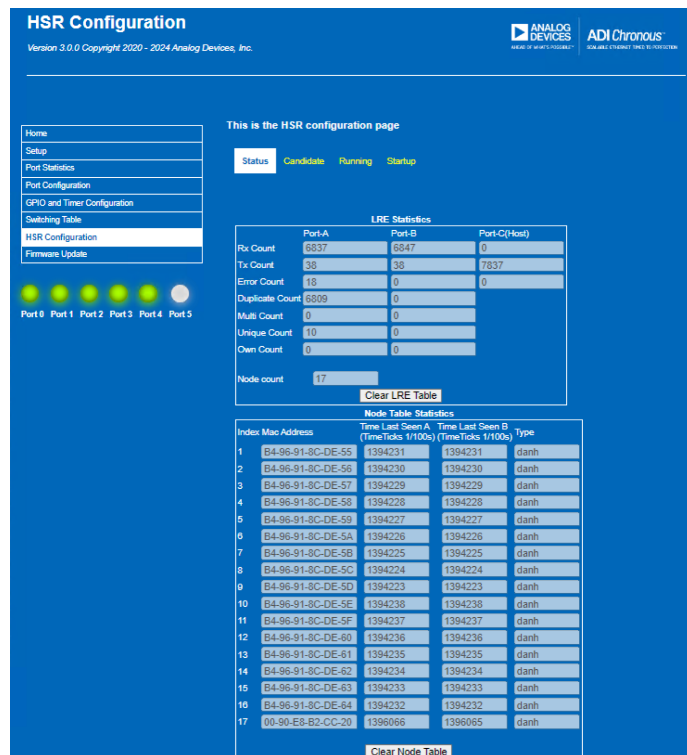 HSR Configuration
Version 3.0.0 Copyright 2020 - 2024 Analog Devices, Inc.
ANALOG
DEVICES
AHEAD OF WHAT'S POSSIBLE™
ADI Chronous™
SCALABLE ETHERNET TIMED TO PERFECTION
Home
Setup
Port Statistics
Port Configuration
GPIO and Timer Configuration
Switching Table
HSR Configuration
Firmware Update
Port 0 Port 1 Port 2 Port 3 Port 4 Port 5
This is the HSR configuration page
Status Candidate Running Startup
LRE Statistics
Port-A Port-B Port-C(Host)
Rx Count 6837 6847 0
Tx Count 38 38 7837
Error Count 18 0 0
Duplicate Count 6809 0
Multi Count 0 0
Unique Count 10 0
Own Count 0 0
Node count 17
Clear LRE Table
Node Table Statistics
Index Mac Address Time Last Seen A (TimeTicks 1/100s) Time Last Seen B (TimeTicks 1/100s) Type
1 B4-96-91-8C-DE-55 1394231 1394231 danh
2 B4-96-91-8C-DE-56 1394230 1394230 danh
3 B4-96-91-8C-DE-57 1394229 1394229 danh
4 B4-96-91-8C-DE-58 1394228 1394228 danh
5 B4-96-91-8C-DE-59 1394227 1394227 danh
6 B4-96-91-8C-DE-5A 1394226 1394226 danh
7 B4-96-91-8C-DE-5B 1394225 1394225 danh
8 B4-96-91-8C-DE-5C 1394224 1394224 danh
9 B4-96-91-8C-DE-5D 1394223 1394223 danh
10 B4-96-91-8C-DE-5E 1394238 1394238 danh
11 B4-96-91-8C-DE-5F 1394237 1394237 danh
12 B4-96-91-8C-DE-60 1394236 1394236 danh
13 B4-96-91-8C-DE-61 1394235 1394235 danh
14 B4-96-91-8C-DE-62 1394234 1394234 danh
15 B4-96-91-8C-DE-63 1394233 1394233 danh
16 B4-96-91-8C-DE-64 1394232 1394232 danh
17 00-90-E8-B2-CC-20 1396066 1396065 danh
Clear Node Table